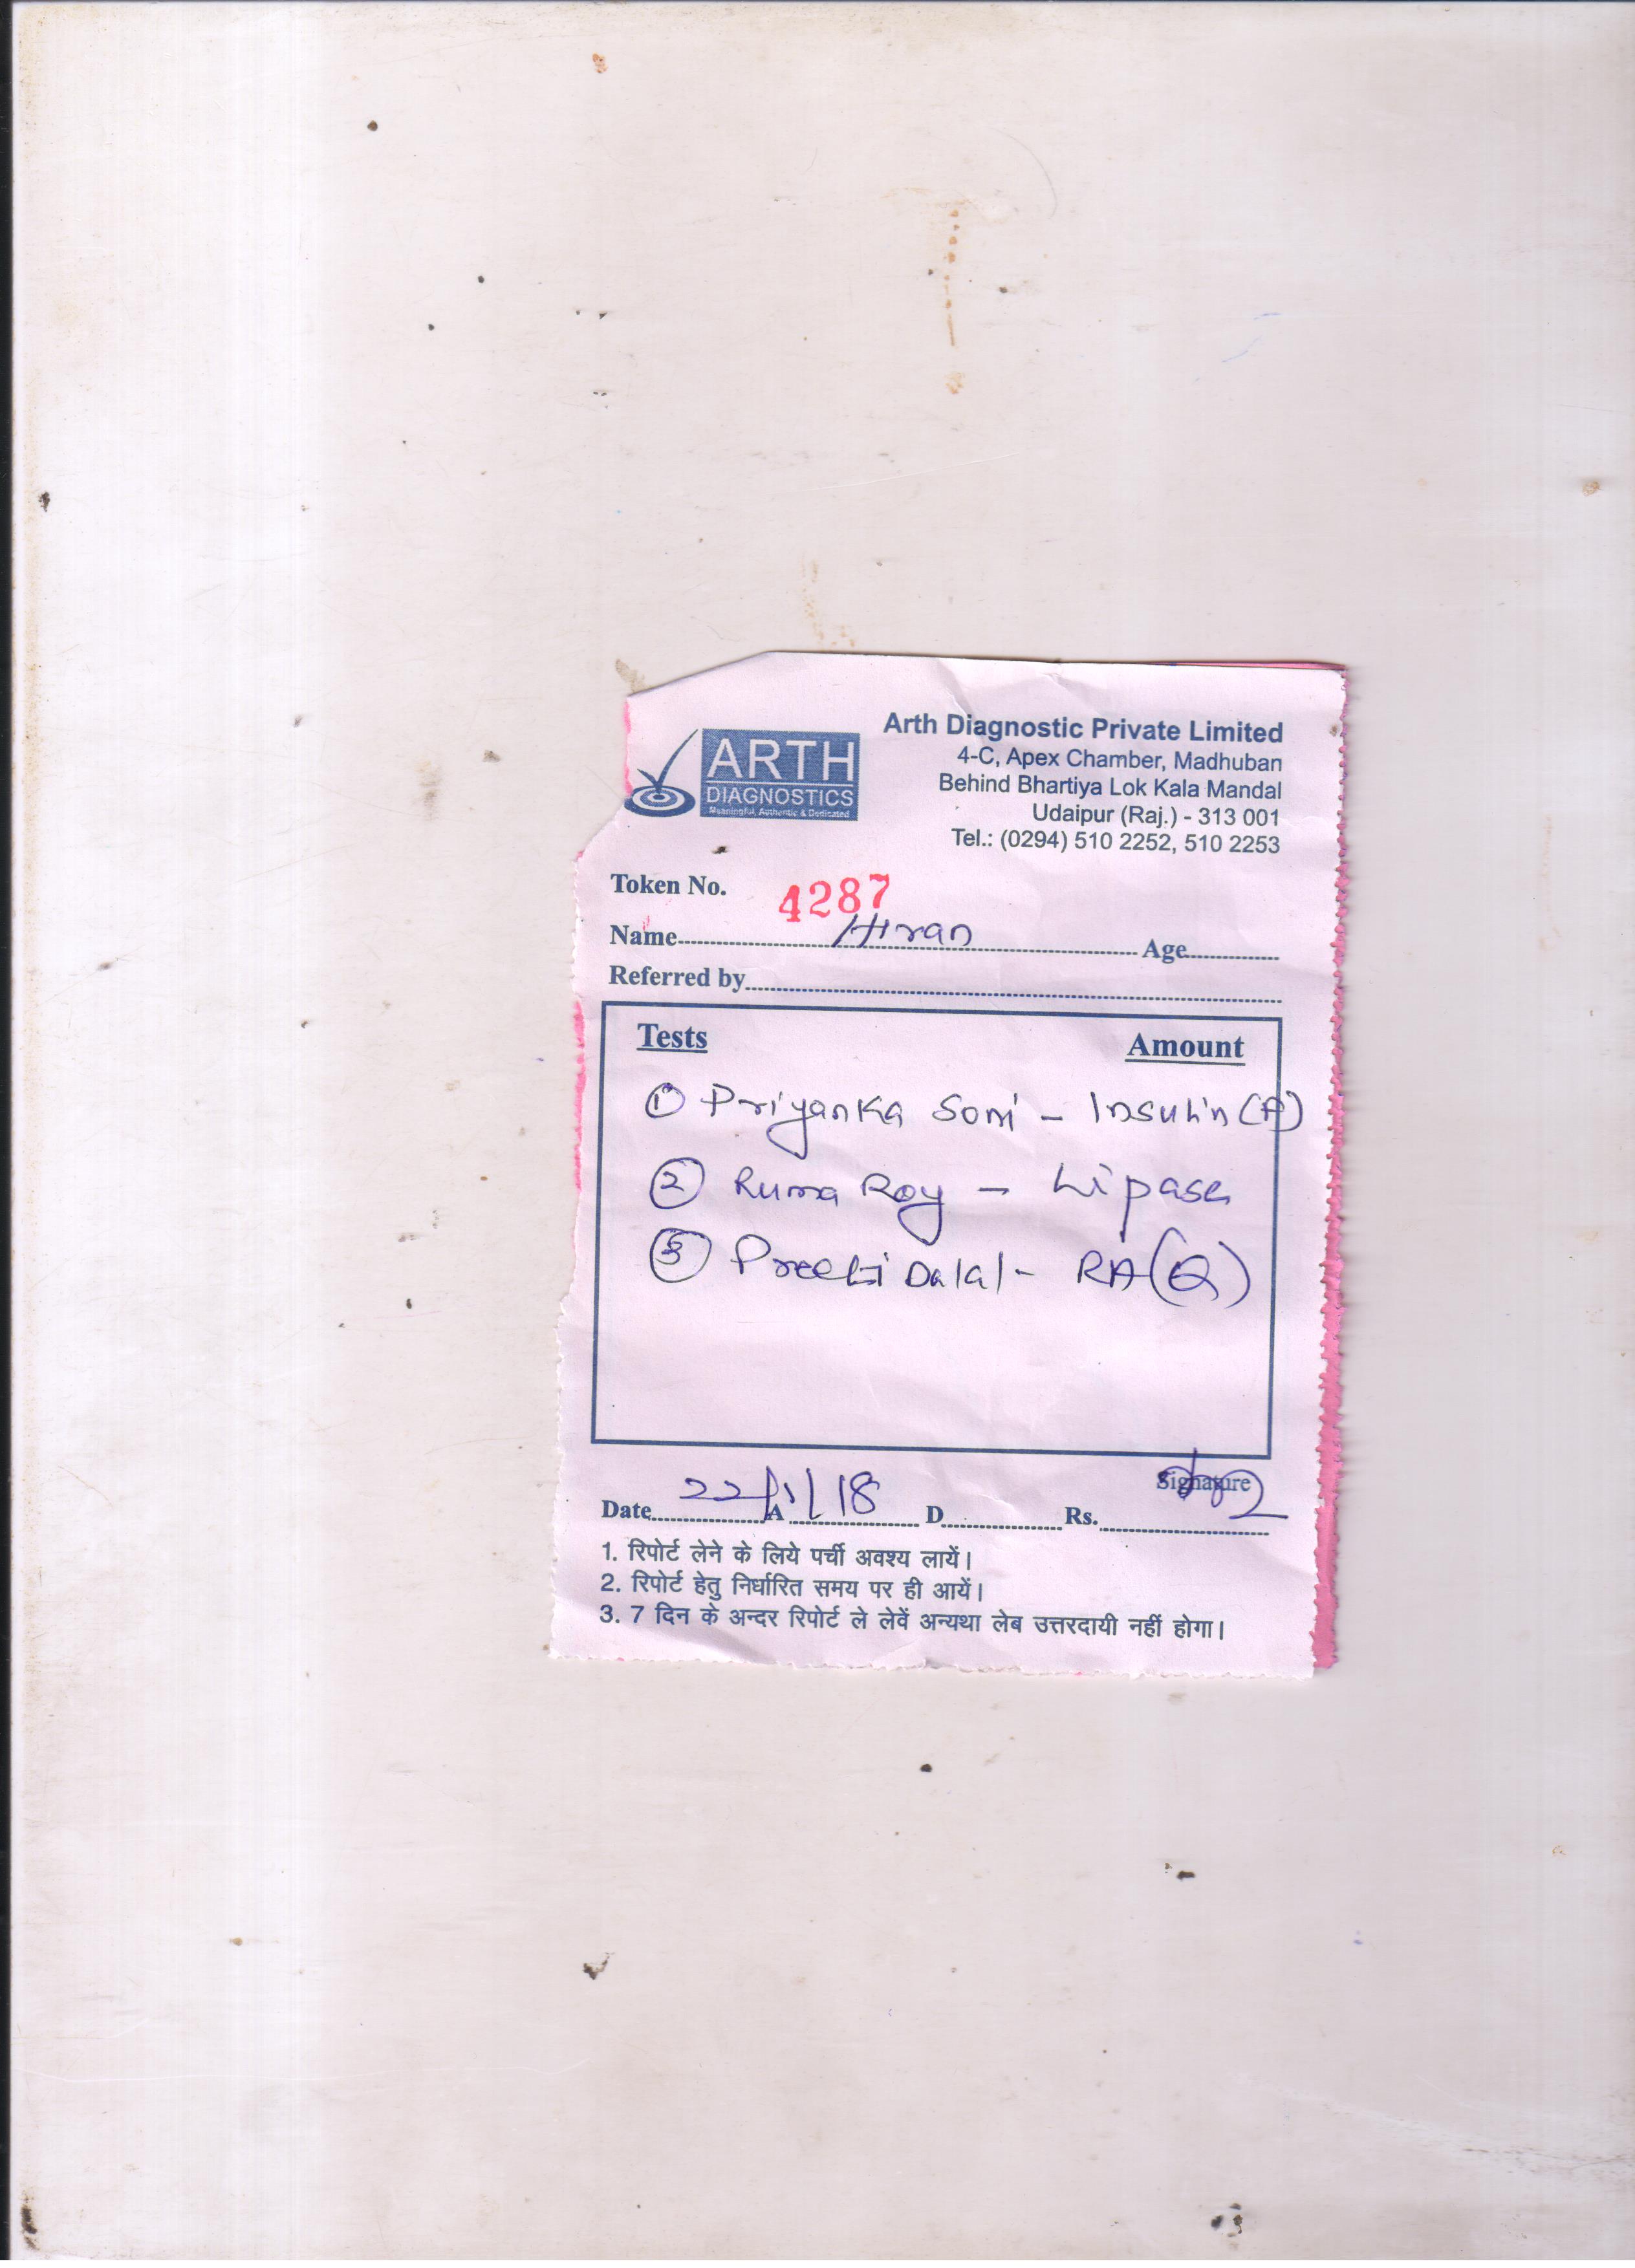 ARTH
DIAGNOSTICS
Meaningful, Authentic & Dedicated
Arth Diagnostic Private Limited
4-C, Apex Chamber, Madhuban
Behind Bhartiya Lok Kala Mandal
Udaipur (Raj.) - 313 001
Tel.: (0294) 510 2252, 510 2253
Token No. 4287
Name Hiran Age
Referred by
Tests Amount
① Priyanka Soni - Insulin (F)
② Ruma Roy - Lipase
③ Preeti Dalal - RA (Q)
Signature
Date 22/1/18 A D Rs.
1. रिपोर्ट लेने के लिये पर्ची अवश्य लायें।
2. रिपोर्ट हेतु निर्धारित समय पर ही आयें।
3. 7 दिन के अन्दर रिपोर्ट ले लेवें अन्यथा लेब उत्तरदायी नहीं होगा।